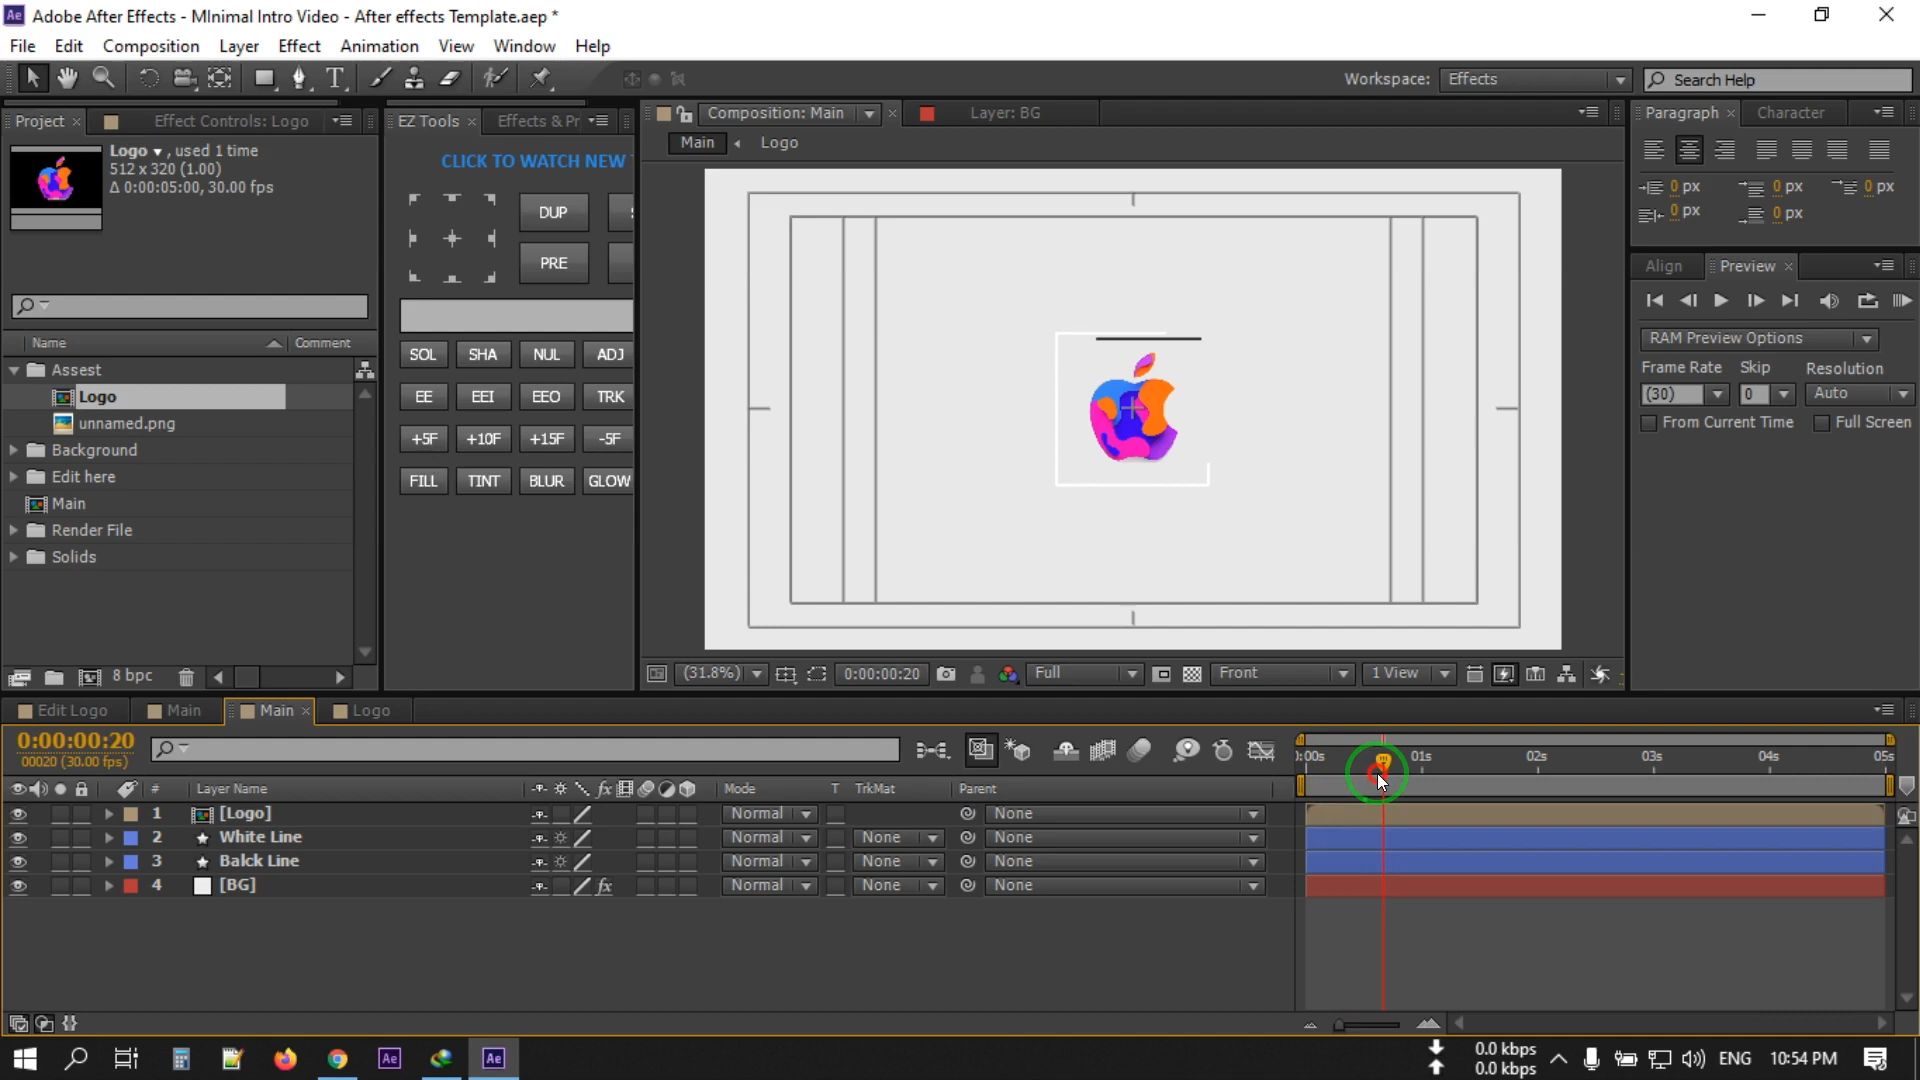 Ae Adobe After Effects - MInimal Intro Video - After effects Template.aep *
File Edit Composition Layer Effect Animation View Window Help
T Workspace: Effects Search Help
Project × Effect Controls: Logo EZ Tools × Effects & Pr Composition: Main × Layer: BG Paragraph × Character
Logo , used 1 time
512 x 320 (1.00)
Δ 0:00:05:00, 30.00 fps
CLICK TO WATCH NEW
Main Logo
DUP
PRE
0 px 0 px 0 px
0 px 0 px
Align Preview ×
RAM Preview Options
Frame Rate Skip Resolution
(30) 0 Auto
From Current Time Full Screen
Name Comment
Assest
Logo
unnamed.png
Background
Edit here
Main
Render File
Solids
SOL SHA NUL ADJ
EE EEI EEO TRK
+5F +10F +15F -5F
FILL TINT BLUR GLOW
8 bpc
(31.8%) 0:00:00:20 Full Front 1 View
Edit Logo Main Main × Logo
0:00:00:20
00020 (30.00 fps)
):00s 01s 02s 03s 04s 05s
# Layer Name fx Mode T TrkMat Parent
1 [Logo] Normal None
2 White Line Normal None None
3 Balck Line Normal None None
4 [BG] fx Normal None None
Ae Ae 0.0 kbps
0.0 kbps
ENG 10:54 PM